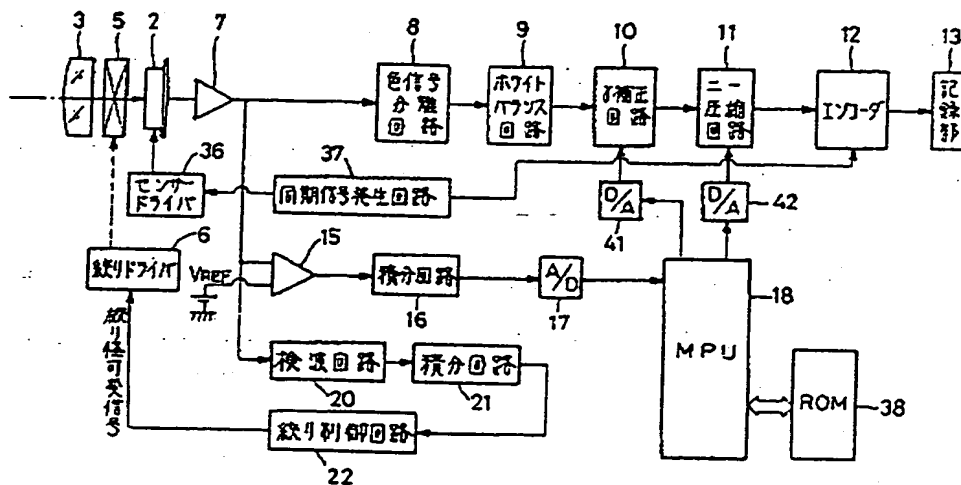 3
5
2
7
8
9
10
11
12
13
色信号
分離
回路
ホワイト
バランス
回路
γ補正
回路
ニー
圧縮
回路
エンコーダ
記録部
36
センサー
ドライバ
37
同期信号発生回路
D/A
41
D/A
42
6
絞りドライバ
VREF
15
積分回路
16
A/D
17
18
MPU
絞り径可変信号
検波回路
20
積分回路
21
絞り制御回路
22
ROM
38